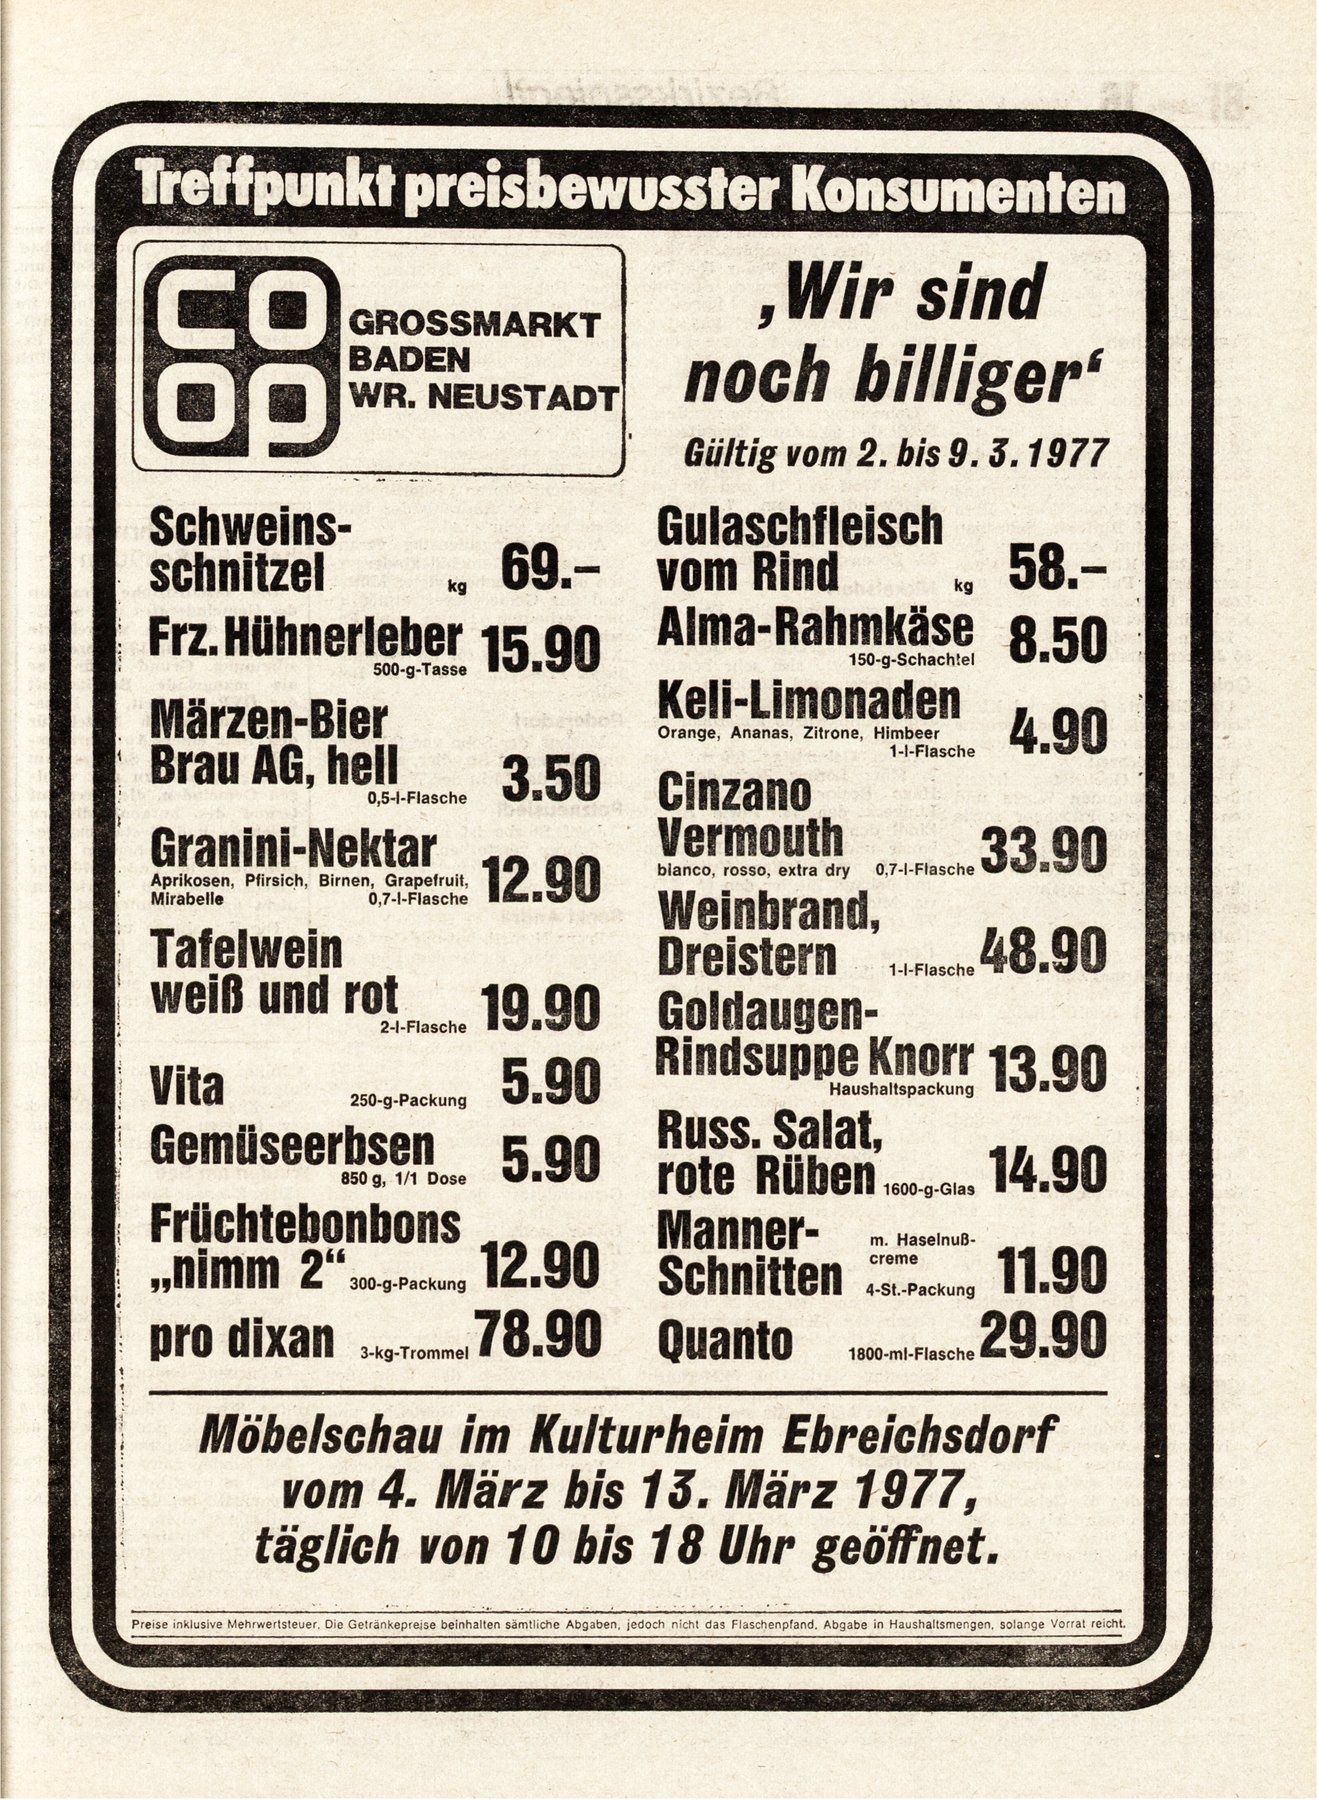 Treffpunkt preisbewusster Konsumenten
CO
OP
GROSSMARKT
BADEN
WR. NEUSTADT
‚Wir sind
noch billiger‘
Gültig vom 2. bis 9. 3. 1977
Schweins-
schnitzel kg 69.–
Frz. Hühnerleber 15.90
500-g-Tasse
Märzen-Bier
Brau AG, hell 3.50
0,5-l-Flasche
Granini-Nektar 12.90
Aprikosen, Pfirsich, Birnen, Grapefruit,
Mirabelle 0,7-l-Flasche
Tafelwein
weiß und rot 19.90
2-l-Flasche
Vita 250-g-Packung 5.90
Gemüseerbsen 5.90
850 g, 1/1 Dose
Früchtebonbons
„nimm 2“ 300-g-Packung 12.90
pro dixan 3-kg-Trommel 78.90
Gulaschfleisch
vom Rind kg 58.–
Alma-Rahmkäse 8.50
150-g-Schachtel
Keli-Limonaden 4.90
Orange, Ananas, Zitrone, Himbeer
1-l-Flasche
Cinzano
Vermouth 33.90
bianco, rosso, extra dry 0,7-l-Flasche
Weinbrand,
Dreistern 1-l-Flasche 48.90
Goldaugen-
Rindsuppe Knorr 13.90
Haushaltspackung
Russ. Salat,
rote Rüben 1600-g-Glas 14.90
Manner- m. Haselnuß-
creme
Schnitten 4-St.-Packung 11.90
Quanto 1800-ml-Flasche 29.90
Möbelschau im Kulturheim Ebreichsdorf
vom 4. März bis 13. März 1977,
täglich von 10 bis 18 Uhr geöffnet.
Preise inklusive Mehrwertsteuer. Die Getränkepreise beinhalten sämtliche Abgaben, jedoch nicht das Flaschenpfand. Abgabe in Haushaltsmengen, solange Vorrat reicht.